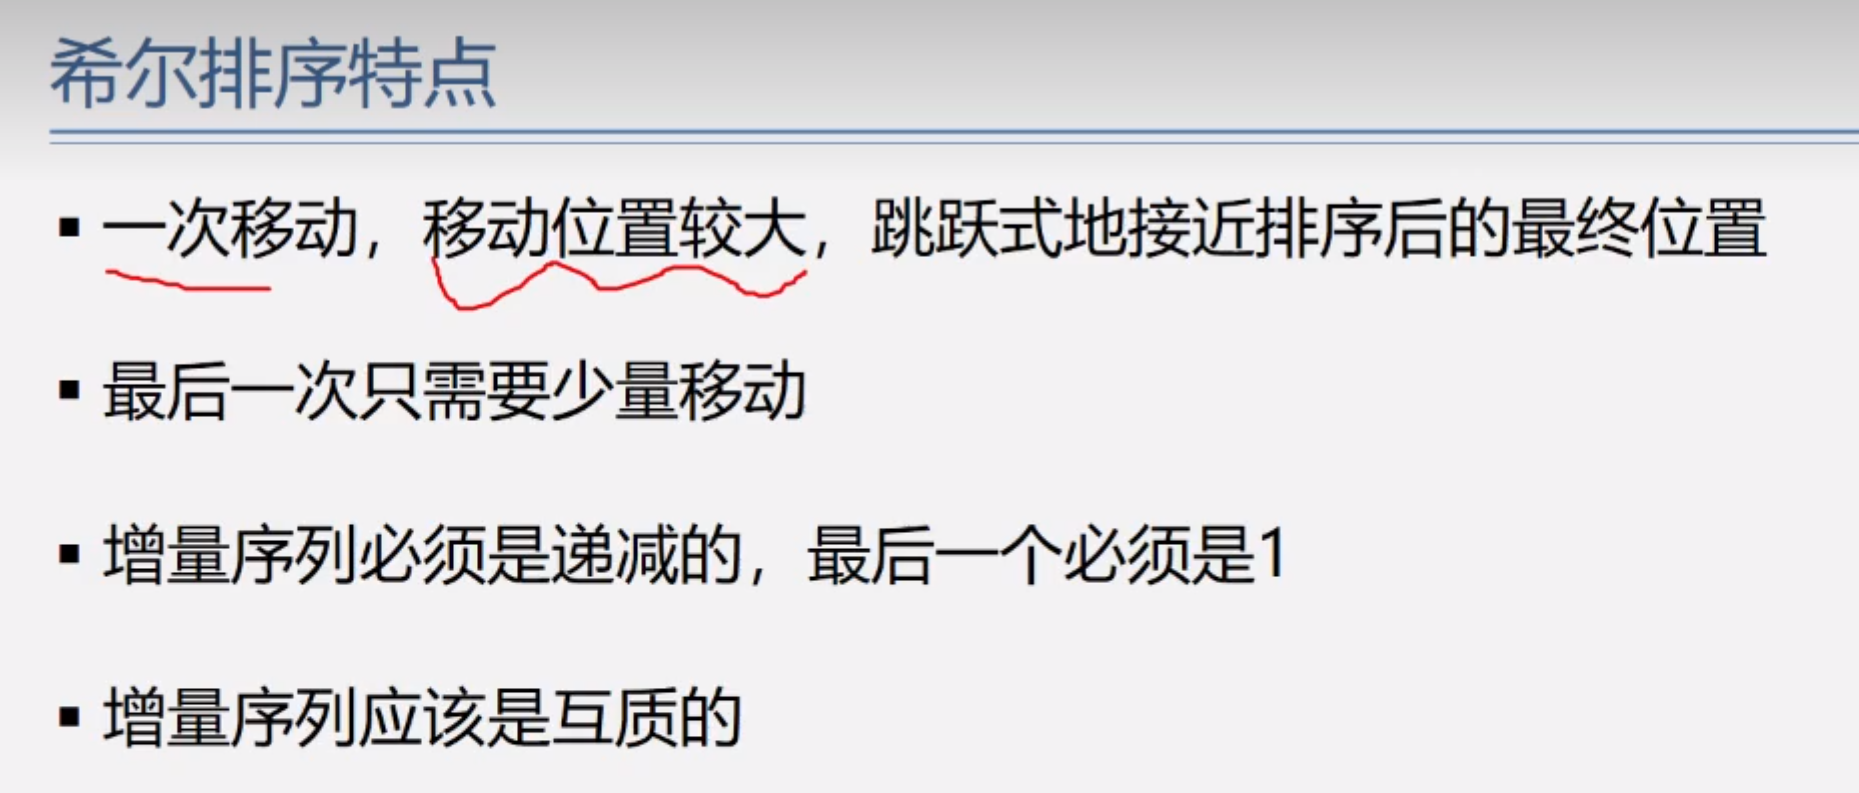 希尔排序特点
▪ 一次移动，移动位置较大，跳跃式地接近排序后的最终位置
▪ 最后一次只需要少量移动
▪ 增量序列必须是递减的，最后一个必须是1
▪ 增量序列应该是互质的